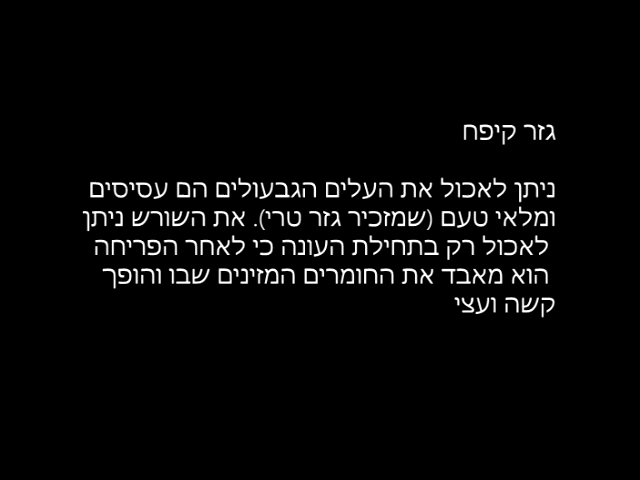 גזר קיפח
ניתן לאכול את העלים הגבעולים הם עסיסים
ומלאי טעם (שמזכיר גזר טרי). את השורש ניתן
לאכול רק בתחילת העונה כי לאחר הפריחה
הוא מאבד את החומרים המזינים שבו והופך
קשה ועצי